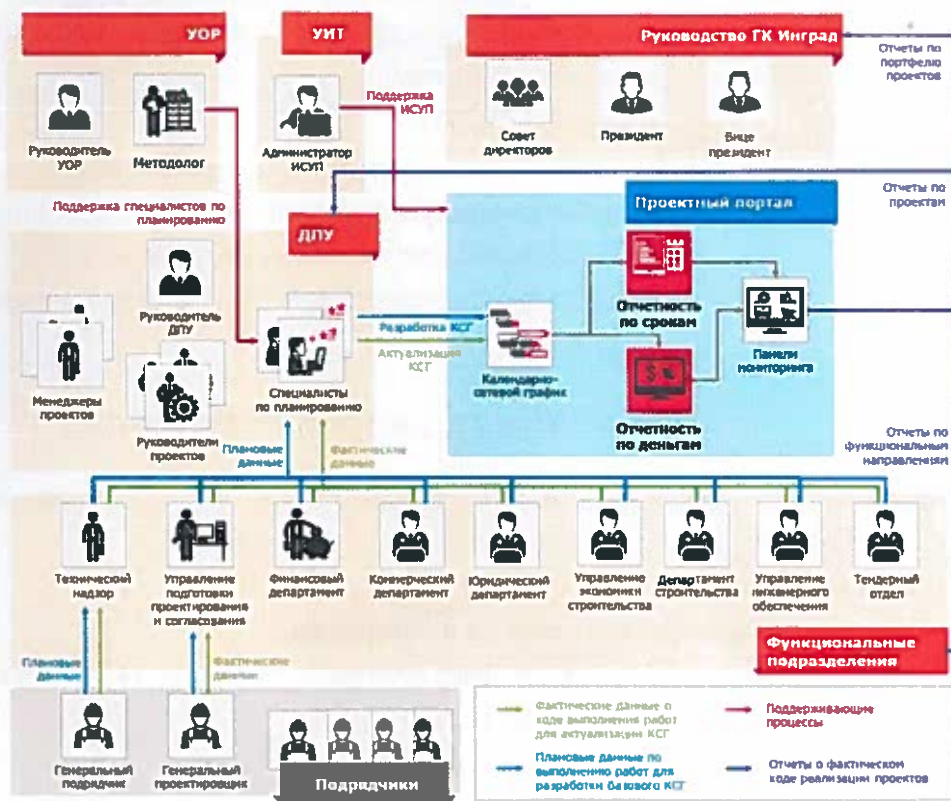 УОР
УИТ
Руководство ГК Инград
Отчеты по
портфелю
проектов
Руководитель
УОР
Методолог
Администратор
ИСУП
Поддержка
ИСУП
Совет
директоров
Президент
Вице
президент
Поддержка специалистов по
планированию
ДПУ
Проектный портал
Отчеты по
проектам
Руководитель
ДПУ
Менеджеры
проектов
Руководители
проектов
Специалисты
по планированию
Разработка КСГ
Актуализация
КСГ
Календарно-
сетевой график
Отчетность
по срокам
Отчетность
по деньгам
Панели
мониторинга
Плановые
данные
Фактические
данные
Отчеты по
функциональным
направлениям
Технический
надзор
Управление
подготовки
проектирования
и согласования
Финансовый
департамент
Коммерческий
департамент
Юридический
департамент
Управление
экономики
строительства
Департамент
строительства
Управление
инженерного
обеспечения
Тендерный
отдел
Функциональные
подразделения
Плановые
данные
Фактические
данные
Генеральный
подрядчик
Генеральный
проектировщик
Подрядчики
Фактические данные о
ходе выполнения работ
для актуализации КСГ
Поддерживающие
процессы
Плановые данные по
выполнению работ для
разработки базового КСГ
Отчеты о фактическом
ходе реализации проектов